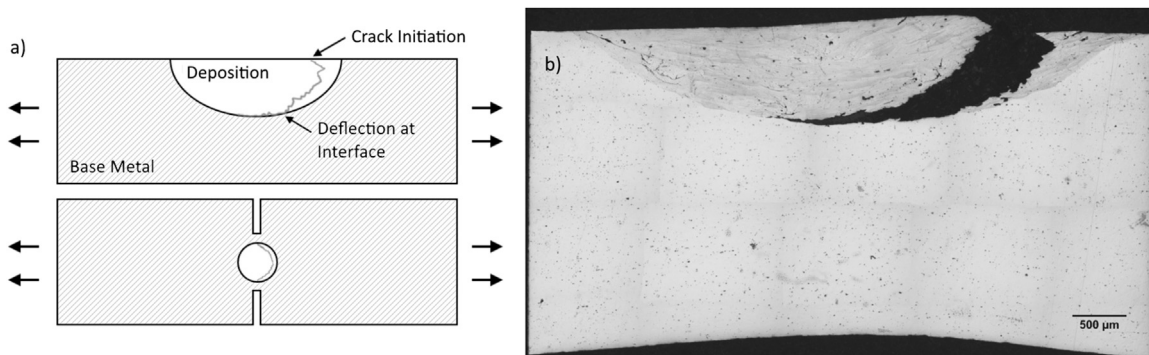 a)
Crack Initiation
Deposition
Deflection at
Interface
Base Metal
b)
500 µm